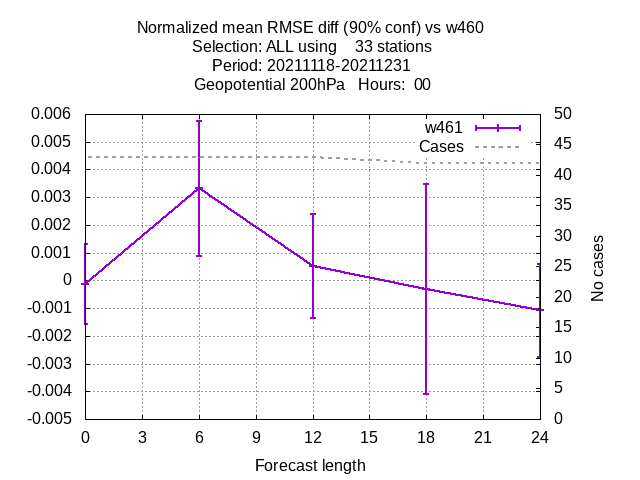 Normalized mean RMSE diff (90% conf) vs w460
Selection: ALL using    33 stations
Period: 20211118-20211231
Geopotential 200hPa   Hours:  00
w461
Cases
0.006
0.005
0.004
0.003
0.002
0.001
0
-0.001
-0.002
-0.003
-0.004
-0.005
50
45
40
35
30
25
20
15
10
5
0
No cases
0 3 6 9 12 15 18 21 24
Forecast length